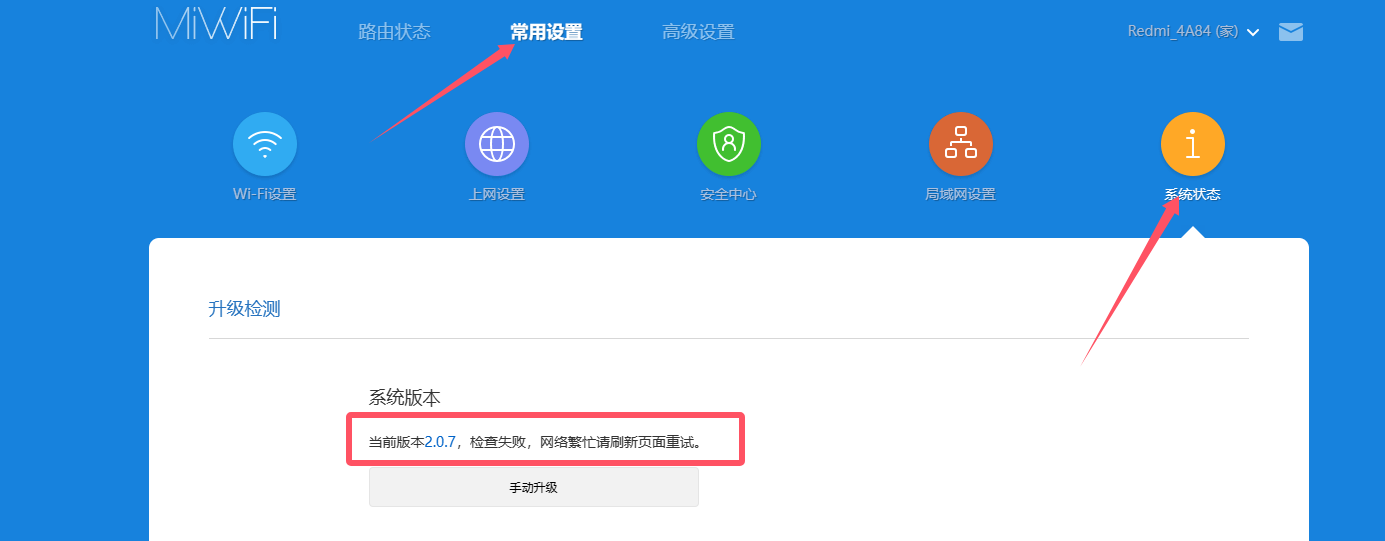 MiWiFi 路由状态 常用设置 高级设置 Redmi_4A84 (家)
Wi-Fi设置 上网设置 安全中心 局域网设置 系统状态
升级检测
系统版本
当前版本2.0.7，检查失败，网络繁忙请刷新页面重试。
手动升级